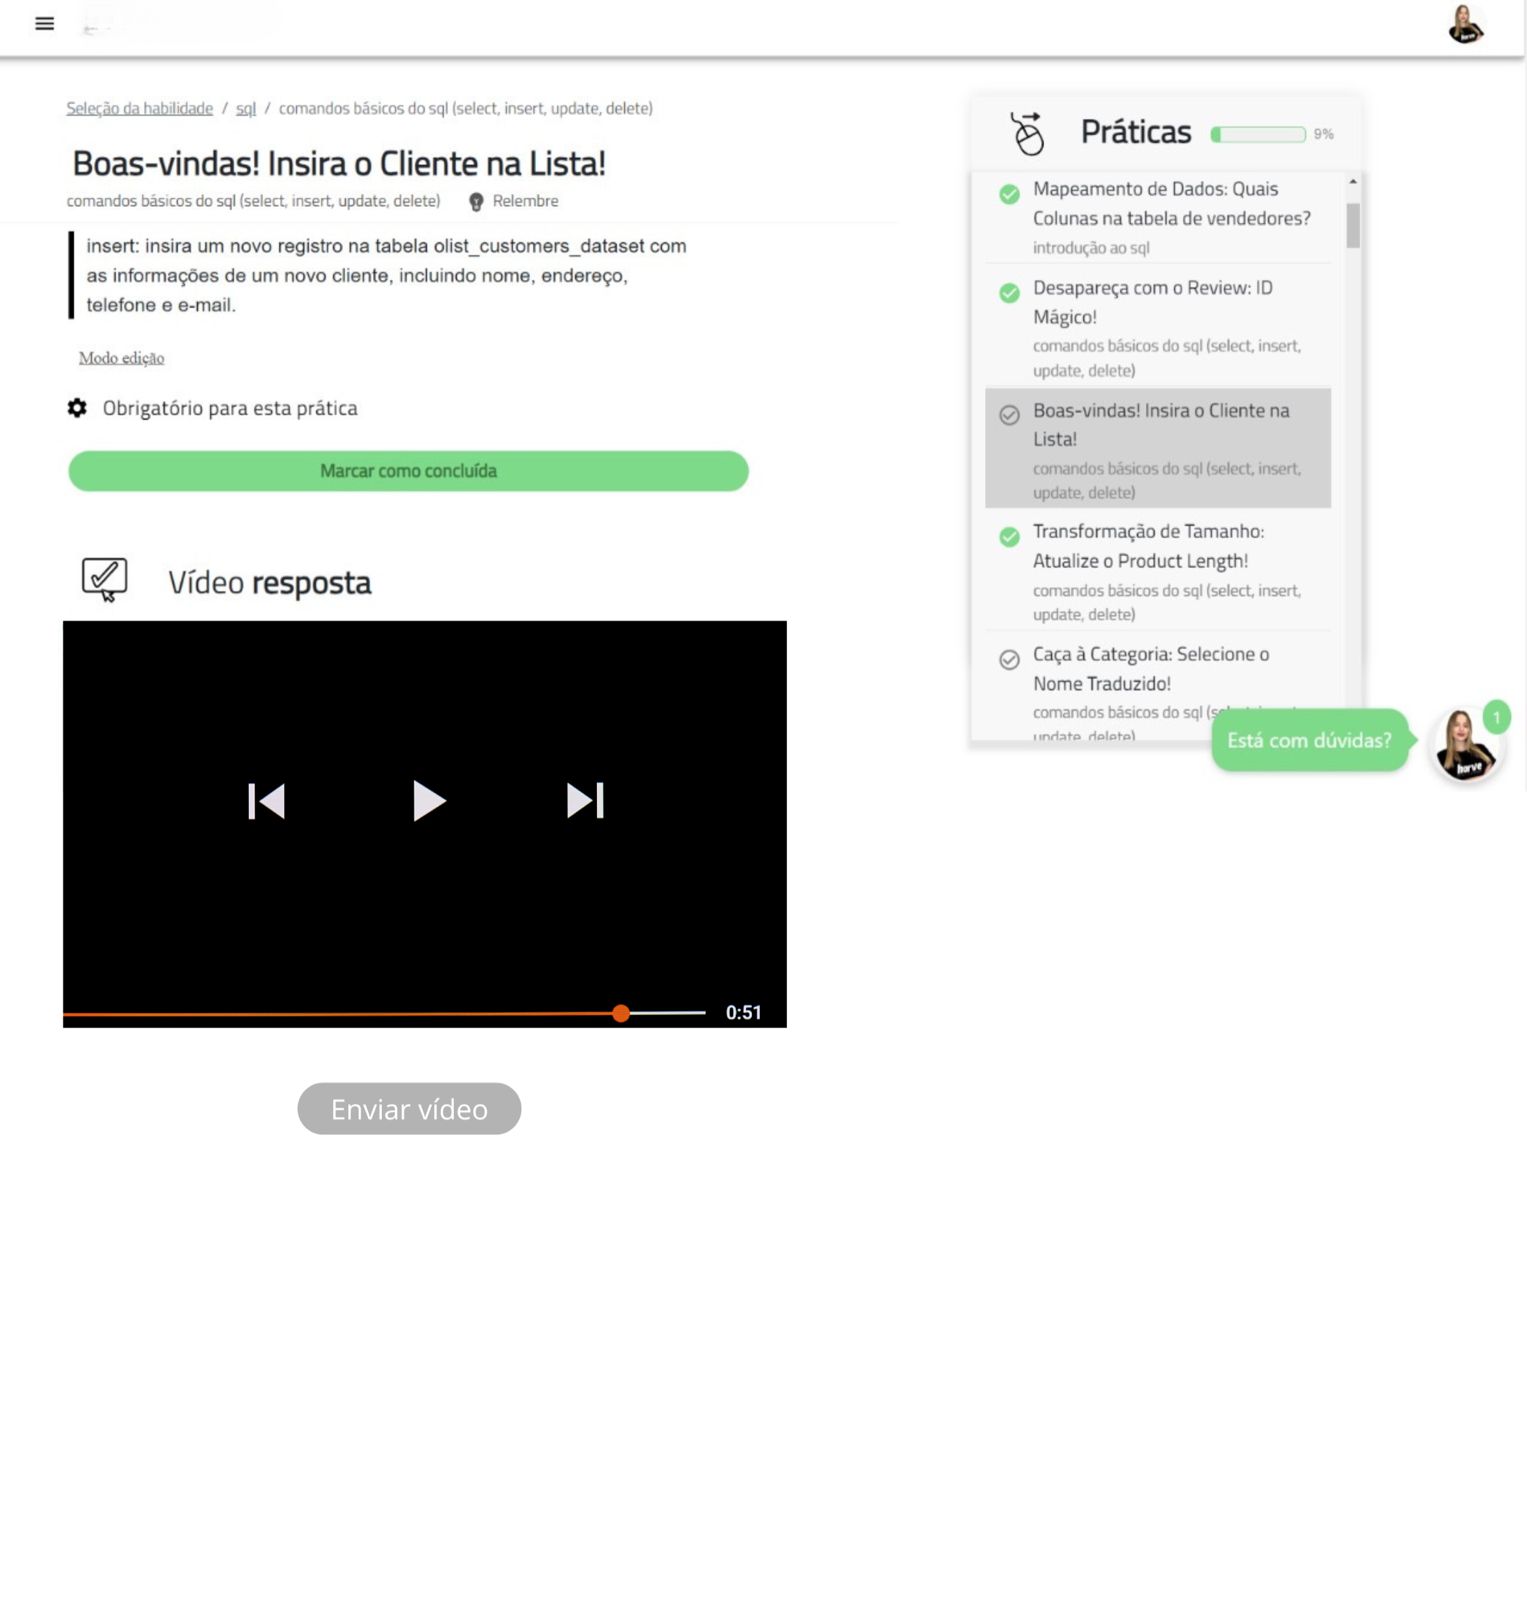 Seleção da habilidade / sql / comandos básicos do sql (select, insert, update, delete)
Boas-vindas! Insira o Cliente na Lista!
comandos básicos do sql (select, insert, update, delete) Relembre
insert: insira um novo registro na tabela olist_customers_dataset com
as informações de um novo cliente, incluindo nome, endereço,
telefone e e-mail.
Modo edição
Obrigatório para esta prática
Marcar como concluída
Vídeo resposta
0:51
Enviar vídeo
Práticas 9%
Mapeamento de Dados: Quais
Colunas na tabela de vendedores?
introdução ao sql
Desapareça com o Review: ID
Mágico!
comandos básicos do sql (select, insert,
update, delete)
Boas-vindas! Insira o Cliente na
Lista!
comandos básicos do sql (select, insert,
update, delete)
Transformação de Tamanho:
Atualize o Product Length!
comandos básicos do sql (select, insert,
update, delete)
Caça à Categoria: Selecione o
Nome Traduzido!
comandos básicos do sql
update, delete)
Está com dúvidas?
1
horve